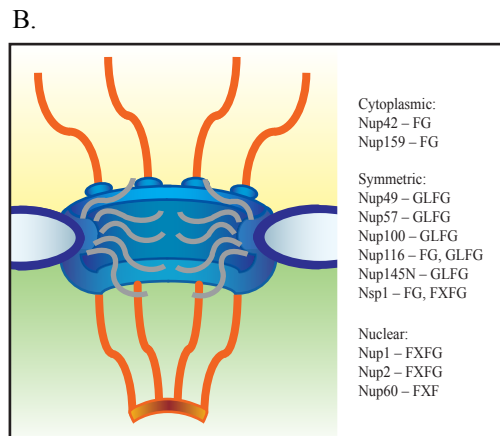 B.
Cytoplasmic:
Nup42 – FG
Nup159 – FG
Symmetric:
Nup49 – GLFG
Nup57 – GLFG
Nup100 – GLFG
Nup116 – FG, GLFG
Nup145N – GLFG
Nsp1 – FG, FXFG
Nuclear:
Nup1 – FXFG
Nup2 – FXFG
Nup60 – FXF